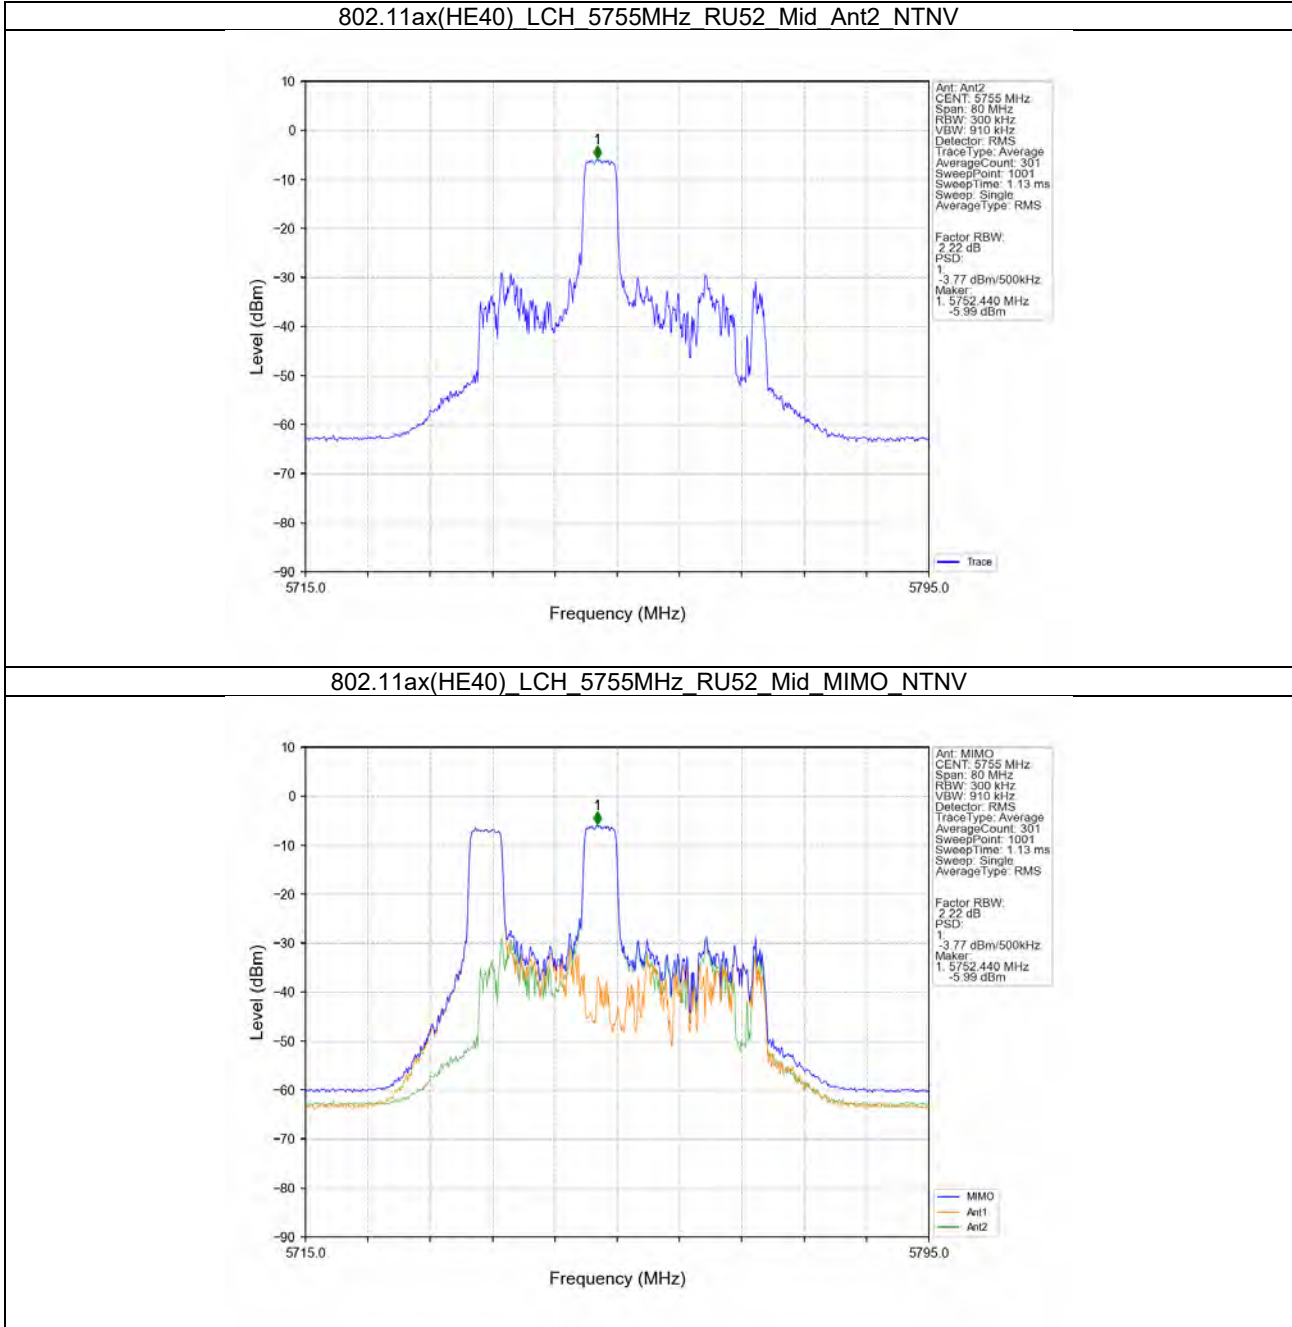 802.11ax(HE40)_LCH_5755MHz_RU52_Mid_Ant2_NTNV
10
0
−10
−20
−30
−40
−50
−60
−70
−80
−90
Level (dBm)
1
5715.0
5795.0
Frequency (MHz)
Ant: Ant2
CENT: 5755 MHz
Span: 80 MHz
RBW: 300 kHz
VBW: 910 kHz
Detector: RMS
TraceType: Average
AverageCount: 301
SweepPoint: 1001
SweepTime: 1.13 ms
Sweep: Single
AverageType: RMS
Factor RBW:
2.22 dB
PSD:
1.
-3.77 dBm/500kHz
Maker:
1. 5752.440 MHz
-5.99 dBm
Trace
802.11ax(HE40)_LCH_5755MHz_RU52_Mid_MIMO_NTNV
10
0
−10
−20
−30
−40
−50
−60
−70
−80
−90
Level (dBm)
1
5715.0
5795.0
Frequency (MHz)
Ant: MIMO
CENT: 5755 MHz
Span: 80 MHz
RBW: 300 kHz
VBW: 910 kHz
Detector: RMS
TraceType: Average
AverageCount: 301
SweepPoint: 1001
SweepTime: 1.13 ms
Sweep: Single
AverageType: RMS
Factor RBW:
2.22 dB
PSD:
1.
-3.77 dBm/500kHz
Maker:
1. 5752.440 MHz
-5.99 dBm
MIMO
Ant1
Ant2